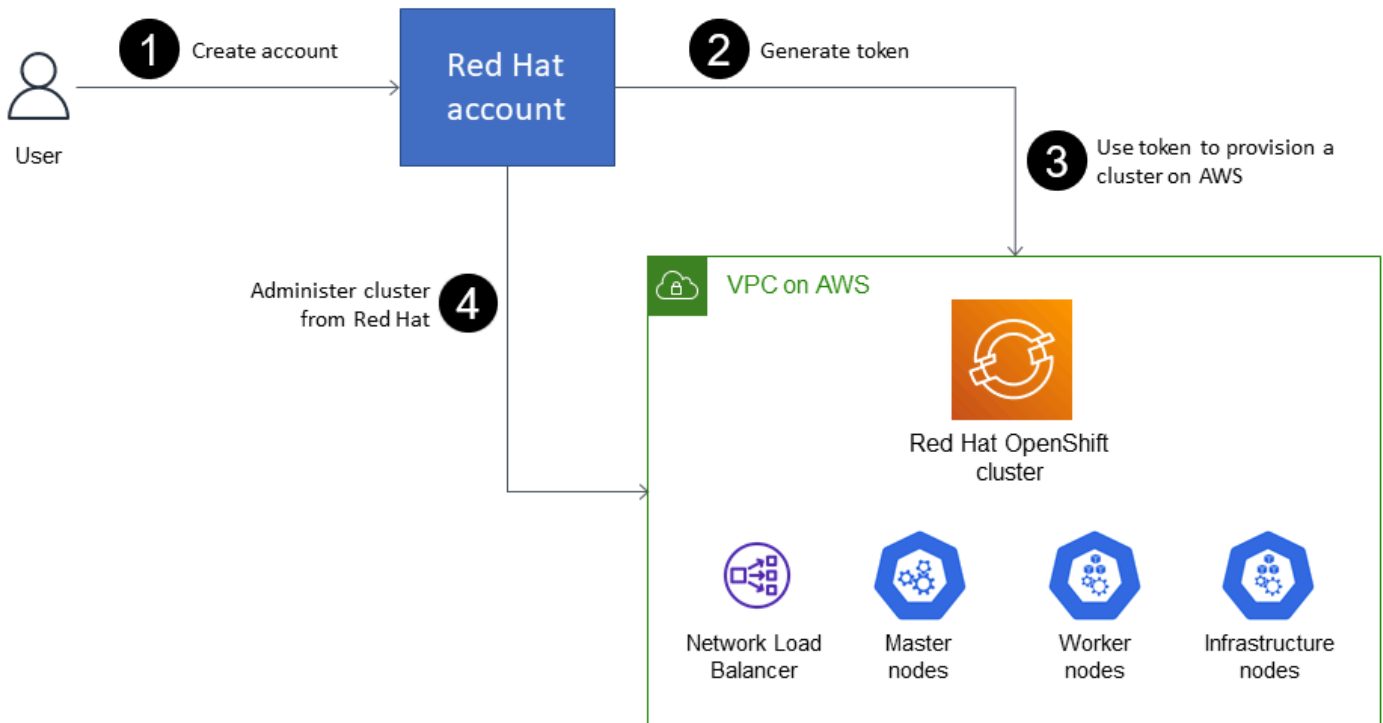 1
Create account
Red Hat
account
2
Generate token
User
3
Use token to provision a
cluster on AWS
Administer cluster
from Red Hat
4
VPC on AWS
Red Hat OpenShift
cluster
Network Load
Balancer
Master
nodes
Worker
nodes
Infrastructure
nodes